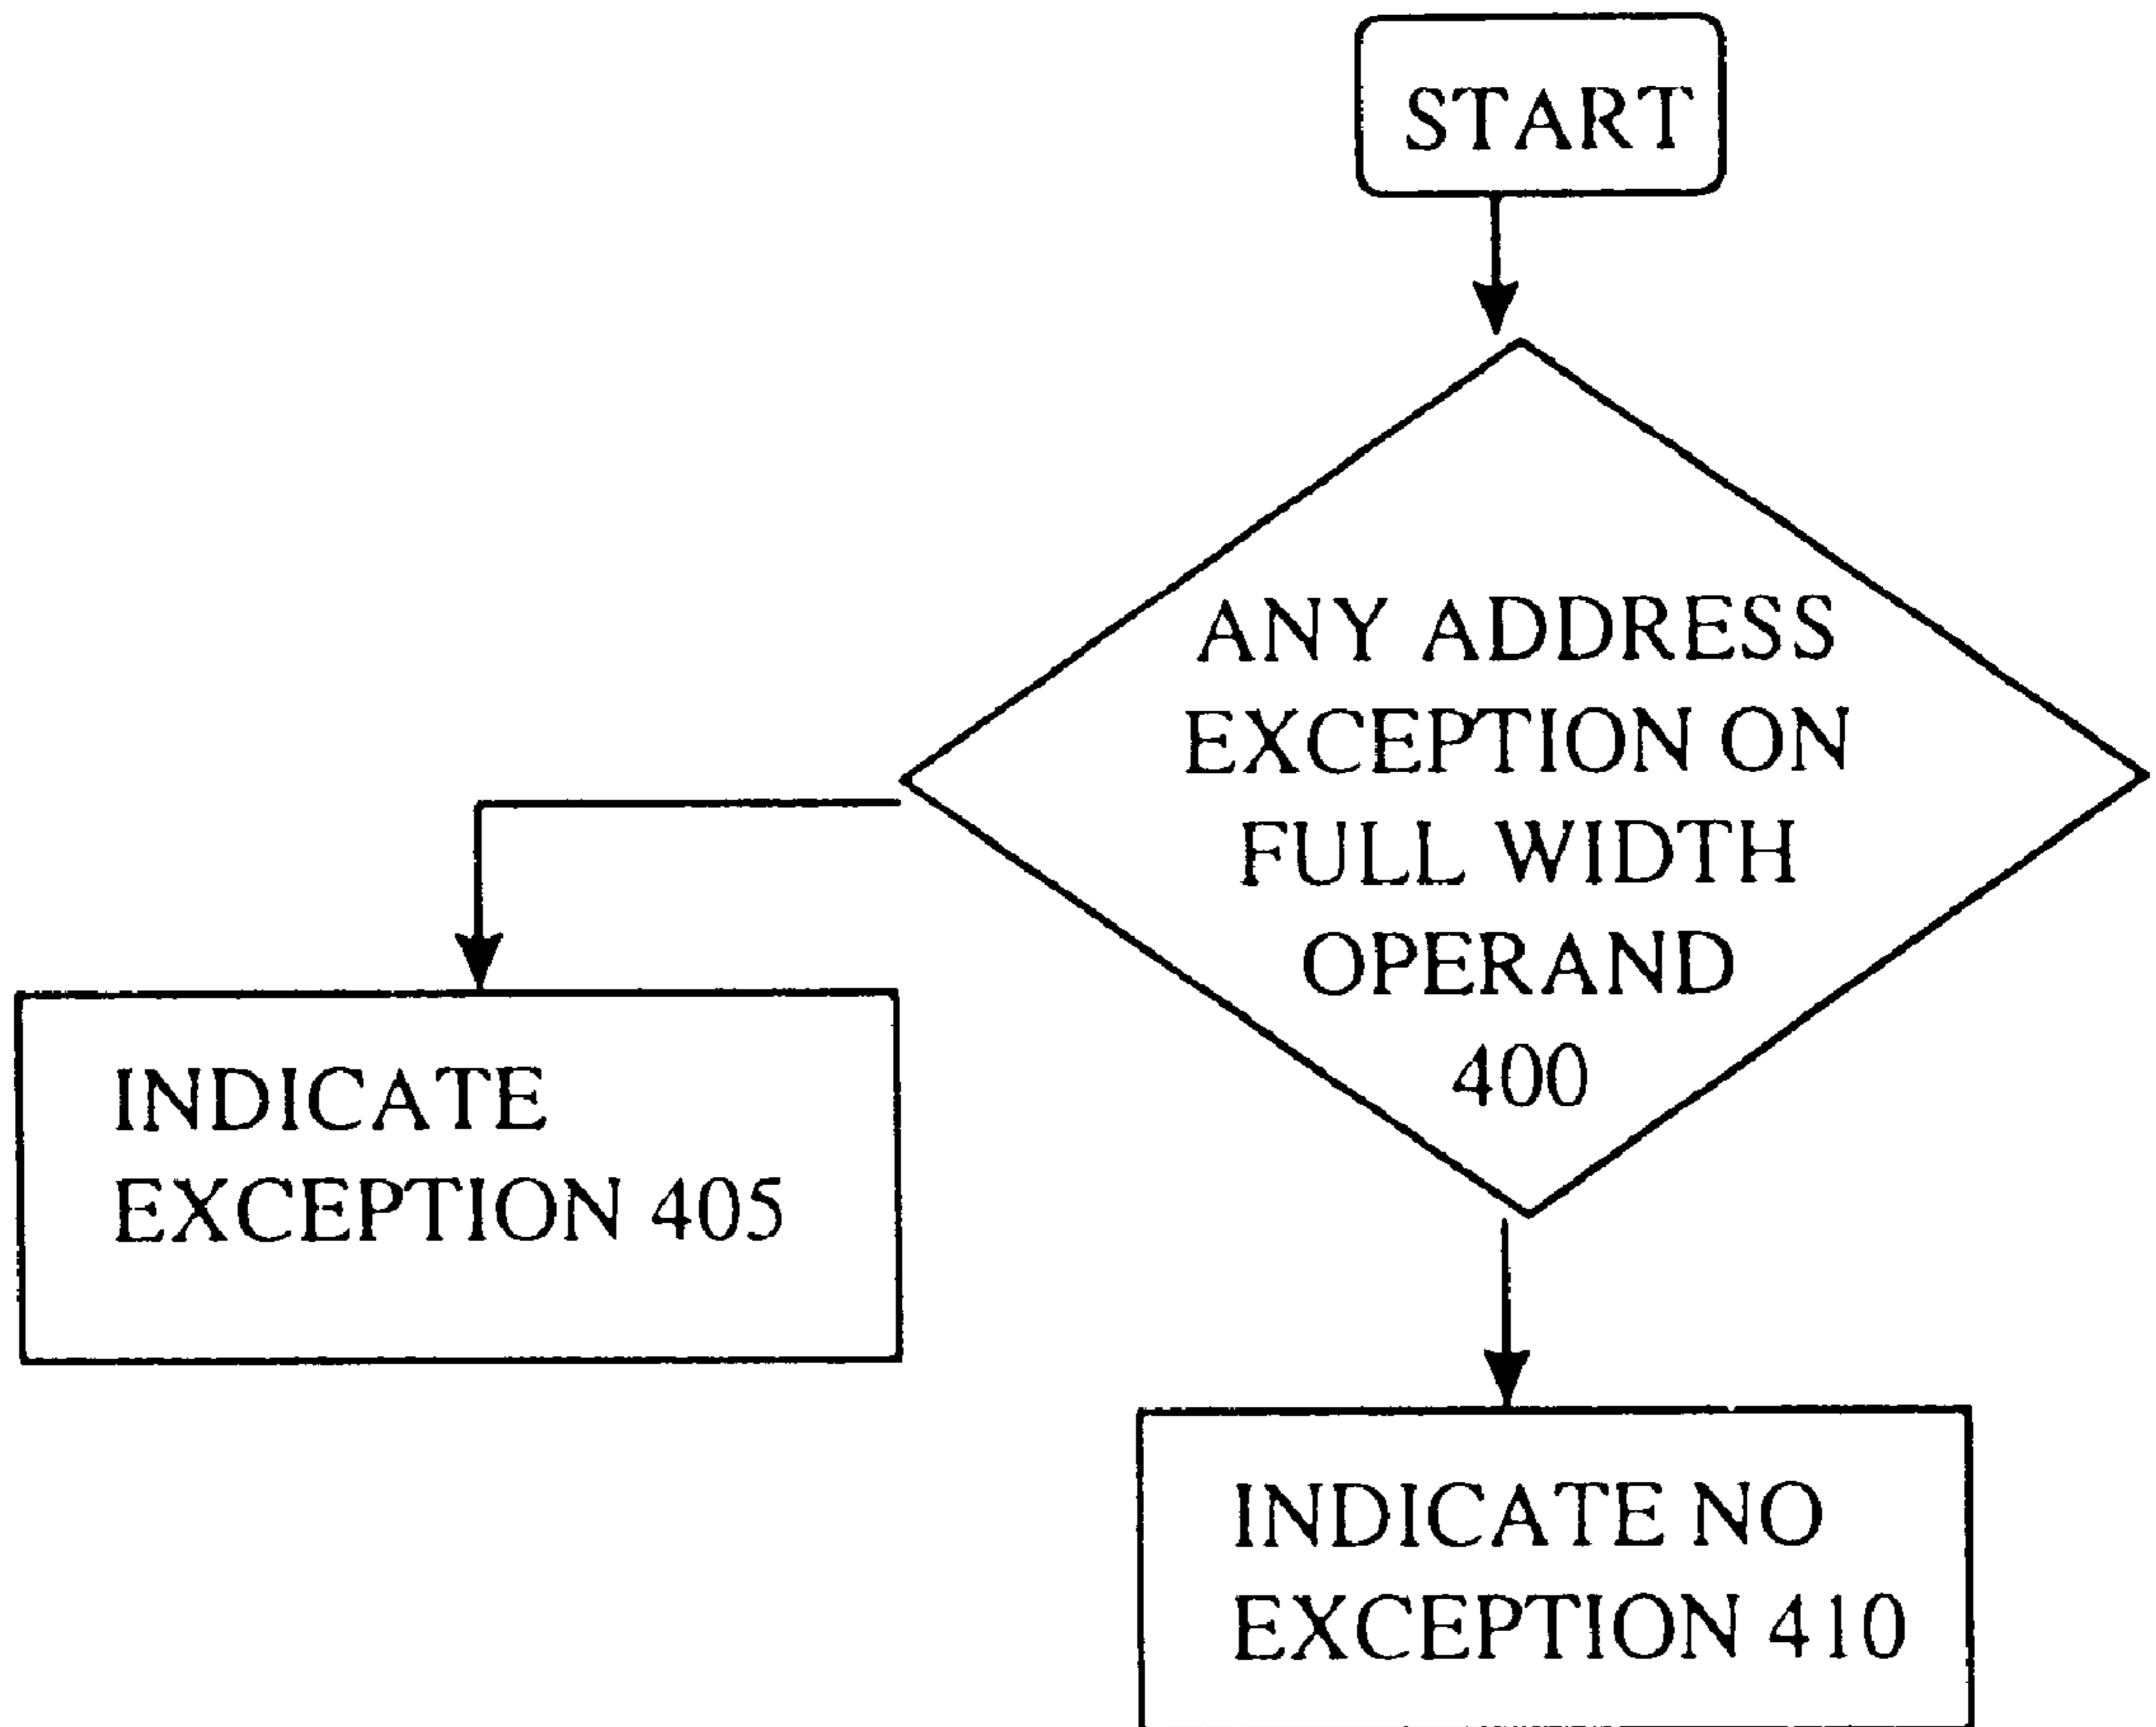 START
ANY ADDRESS
EXCEPTION ON
FULL WIDTH
OPERAND
400
INDICATE
EXCEPTION 405
INDICATE NO
EXCEPTION 410